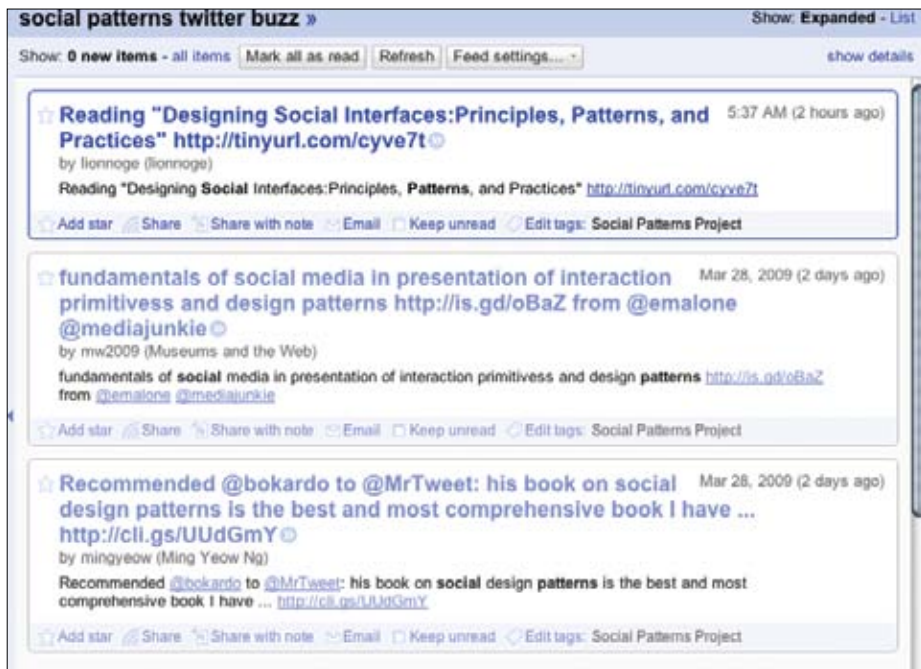 social patterns twitter buzz »
Show: Expanded - List
Show: 0 new items - all items Mark all as read Refresh Feed settings...
show details
Reading "Designing Social Interfaces:Principles, Patterns, and
5:37 AM (2 hours ago)
Practices" http://tinyurl.com/cyve7t
by lionnoge (lionnoge)
Reading "Designing Social Interfaces:Principles, Patterns, and Practices" http://tinyurl.com/cyve7t
Add star Share Share with note Email Keep unread Edit tags: Social Patterns Project
fundamentals of social media in presentation of interaction
Mar 28, 2009 (2 days ago)
primitivess and design patterns http://is.gd/oBaZ from @emalone
@mediajunkie
by mw2009 (Museums and the Web)
fundamentals of social media in presentation of interaction primitivess and design patterns http://is.gd/oBaZ
from @emalone @mediajunkie
Add star Share Share with note Email Keep unread Edit tags: Social Patterns Project
Recommended @bokardo to @MrTweet: his book on social
Mar 28, 2009 (2 days ago)
design patterns is the best and most comprehensive book I have ...
http://cli.gs/UUdGmY
by mingyeow (Ming Yeow Ng)
Recommended @bokardo to @MrTweet: his book on social design patterns is the best and most
comprehensive book I have ... http://cli.gs/UUdGmY
Add star Share Share with note Email Keep unread Edit tags: Social Patterns Project